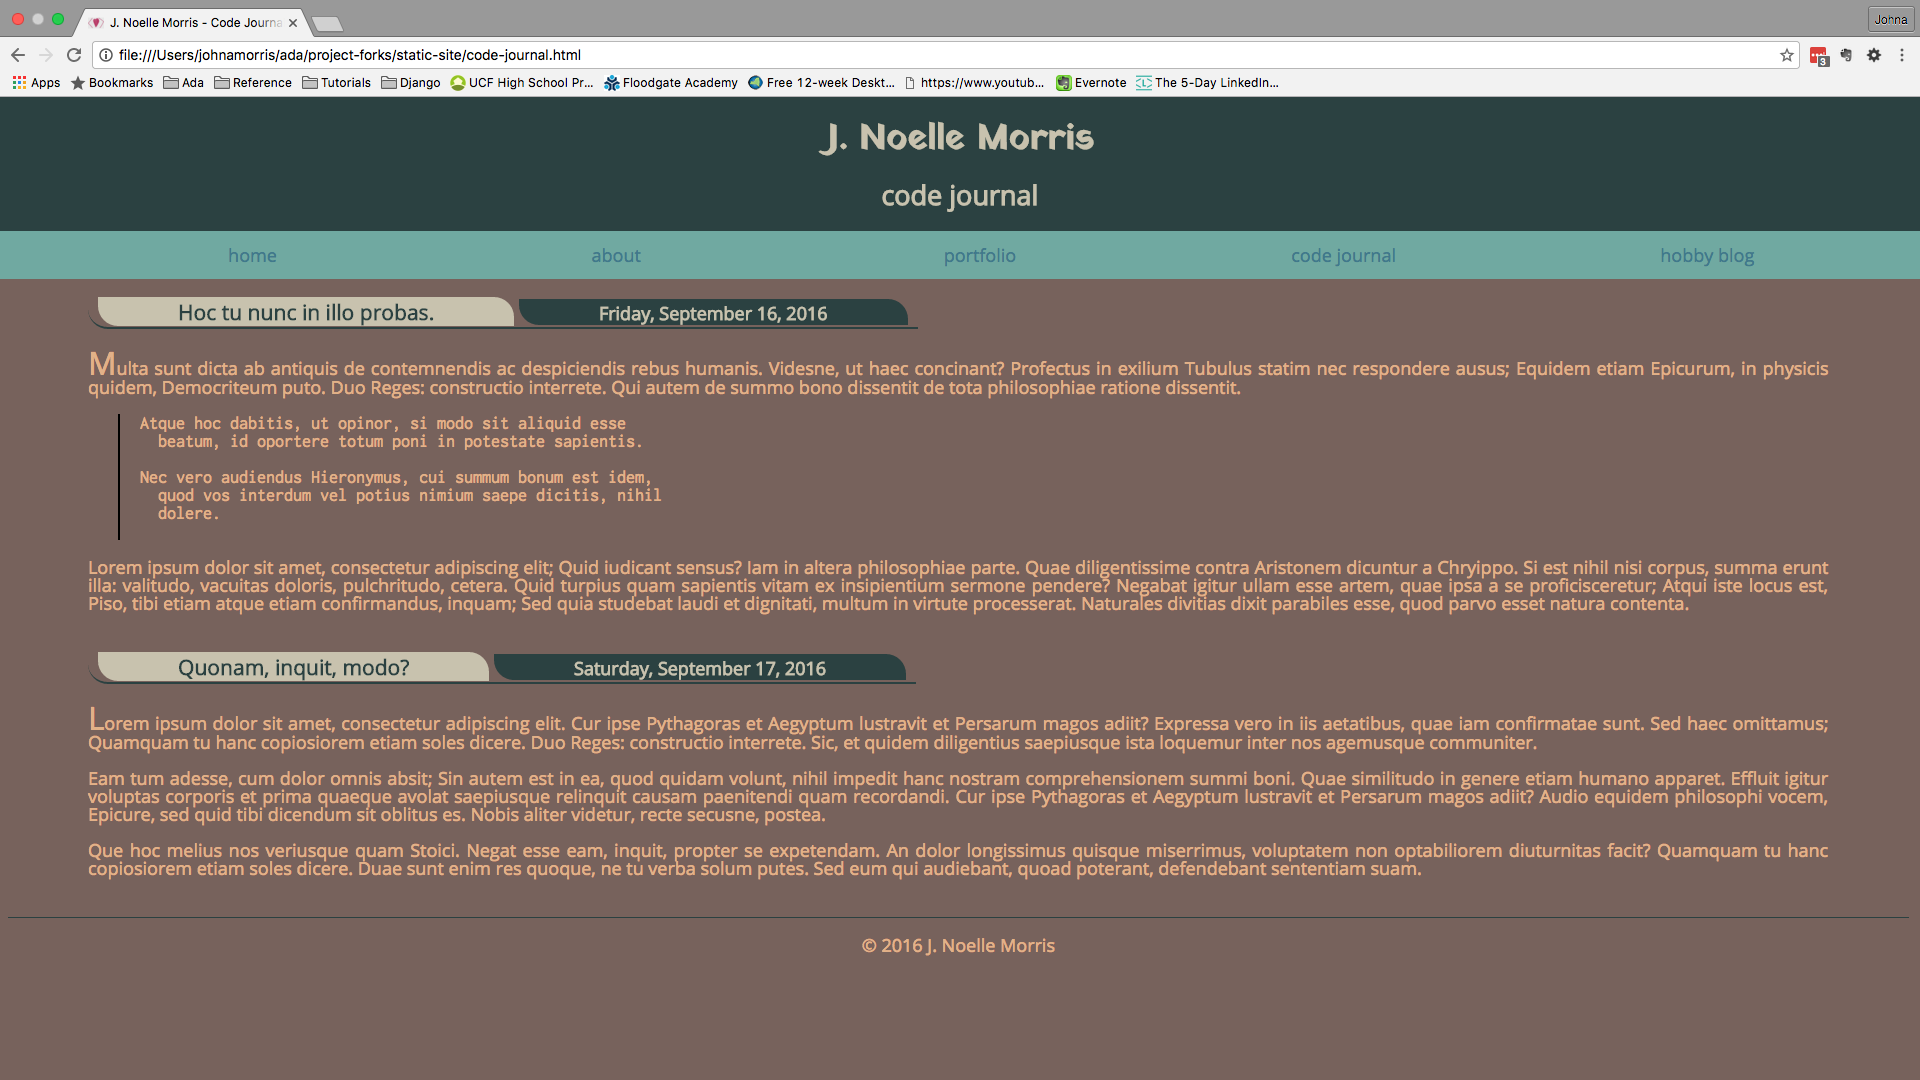 J. Noelle Morris - Code Journa
Johna
file:///Users/johnamorris/ada/project-forks/static-site/code-journal.html
3
Apps Bookmarks Ada Reference Tutorials Django UCF High School Pr... Floodgate Academy Free 12-week Deskt... https://www.youtub... Evernote The 5-Day LinkedIn...
J. Noelle Morris
code journal
home about portfolio code journal hobby blog
Hoc tu nunc in illo probas. Friday, September 16, 2016
Multa sunt dicta ab antiquis de contemnendis ac despiciendis rebus humanis. Videsne, ut haec concinant? Profectus in exilium Tubulus statim nec respondere ausus; Equidem etiam Epicurum, in physicis
quidem, Democriteum puto. Duo Reges: constructio interrete. Qui autem de summo bono dissentit de tota philosophiae ratione dissentit.
Atque hoc dabitis, ut opinor, si modo sit aliquid esse
beatum, id oportere totum poni in potestate sapientis.
Nec vero audiendus Hieronymus, cui summum bonum est idem,
quod vos interdum vel potius nimium saepe dicitis, nihil
dolere.
Lorem ipsum dolor sit amet, consectetur adipiscing elit; Quid iudicant sensus? Iam in altera philosophiae parte. Quae diligentissime contra Aristonem dicuntur a Chryippo. Si est nihil nisi corpus, summa erunt
illa: valitudo, vacuitas doloris, pulchritudo, cetera. Quid turpius quam sapientis vitam ex insipientium sermone pendere? Negabat igitur ullam esse artem, quae ipsa a se proficisceretur; Atqui iste locus est,
Piso, tibi etiam atque etiam confirmandus, inquam; Sed quia studebat laudi et dignitati, multum in virtute processerat. Naturales divitias dixit parabiles esse, quod parvo esset natura contenta.
Quonam, inquit, modo? Saturday, September 17, 2016
Lorem ipsum dolor sit amet, consectetur adipiscing elit. Cur ipse Pythagoras et Aegyptum lustravit et Persarum magos adiit? Expressa vero in iis aetatibus, quae iam confirmatae sunt. Sed haec omittamus;
Quamquam tu hanc copiosiorem etiam soles dicere. Duo Reges: constructio interrete. Sic, et quidem diligentius saepiusque ista loquemur inter nos agemusque communiter.
Eam tum adesse, cum dolor omnis absit; Sin autem est in ea, quod quidam volunt, nihil impedit hanc nostram comprehensionem summi boni. Quae similitudo in genere etiam humano apparet. Effluit igitur
voluptas corporis et prima quaeque avolat saepiusque relinquit causam paenitendi quam recordandi. Cur ipse Pythagoras et Aegyptum lustravit et Persarum magos adiit? Audio equidem philosophi vocem,
Epicure, sed quid tibi dicendum sit oblitus es. Nobis aliter videtur, recte secusne, postea.
Que hoc melius nos veriusque quam Stoici. Negat esse eam, inquit, propter se expetendam. An dolor longissimus quisque miserrimus, voluptatem non optabiliorem diuturnitas facit? Quamquam tu hanc
copiosiorem etiam soles dicere. Duae sunt enim res quoque, ne tu verba solum putes. Sed eum qui audiebant, quoad poterant, defendebant sententiam suam.
© 2016 J. Noelle Morris